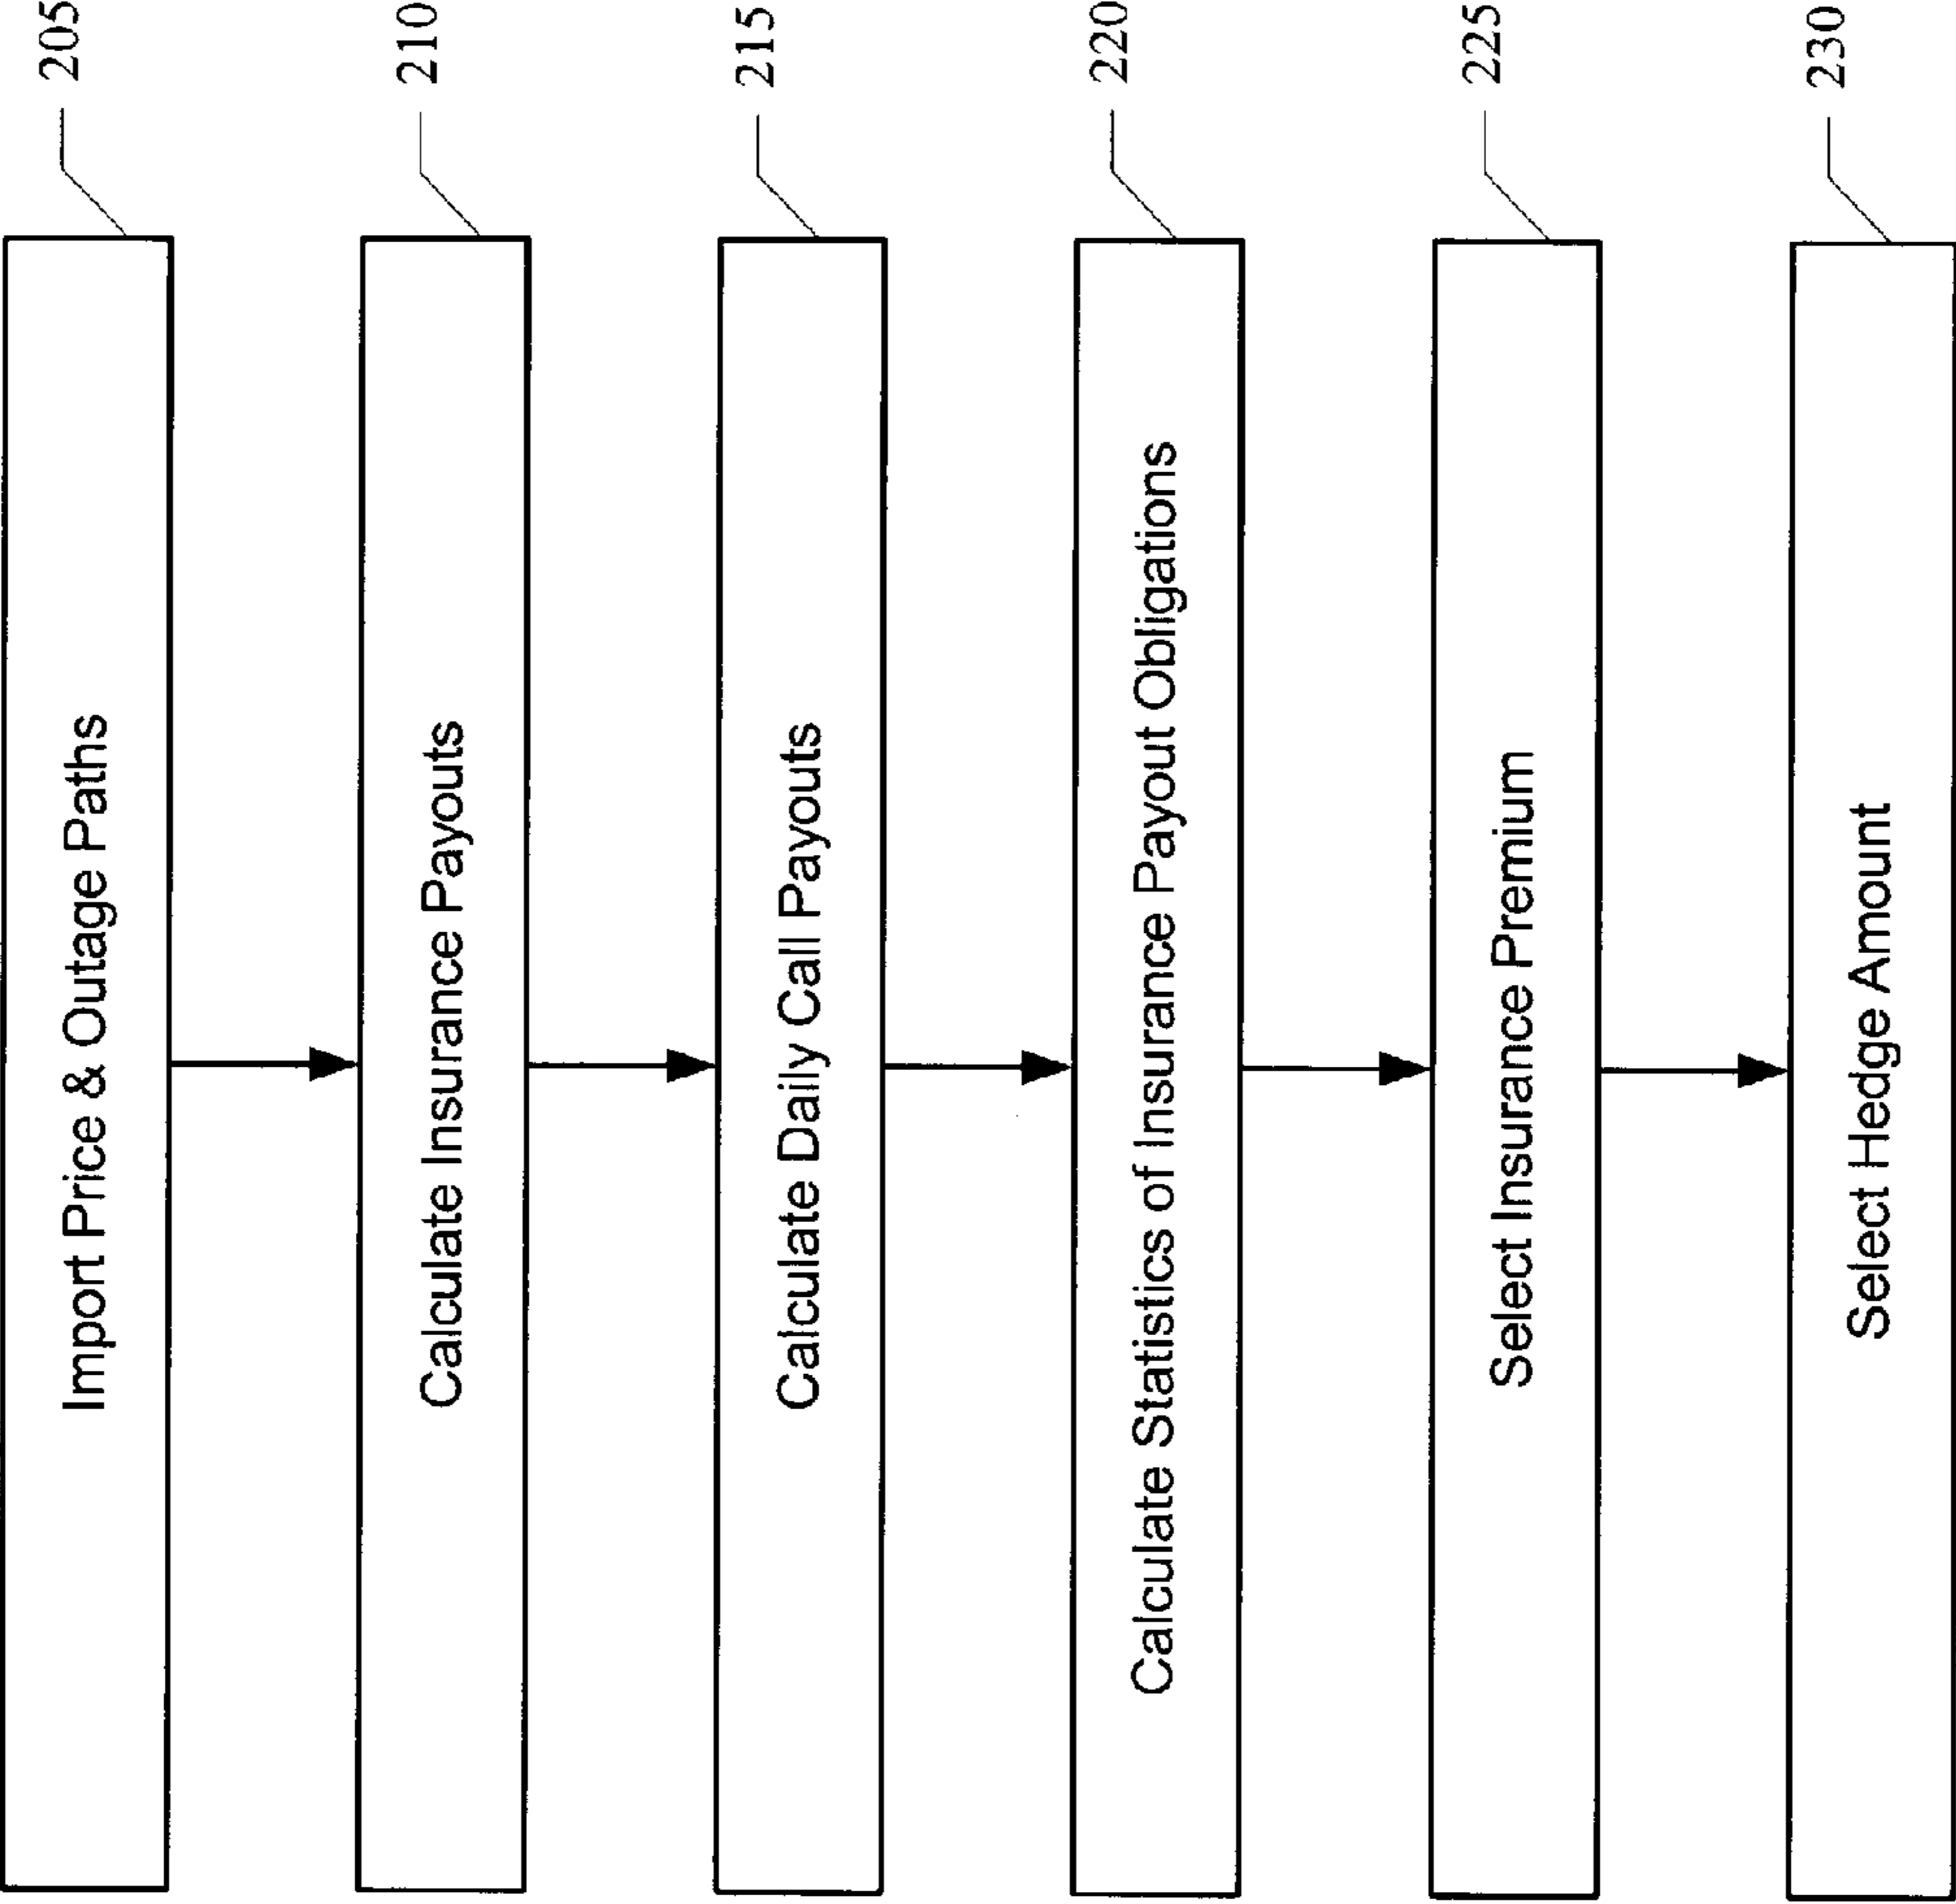 Import Price & Outage Paths
205
Calculate Insurance Payouts
210
Calculate Daily Call Payouts
215
Calculate Statistics of Insurance Payout Obligations
220
Select Insurance Premium
225
Select Hedge Amount
230